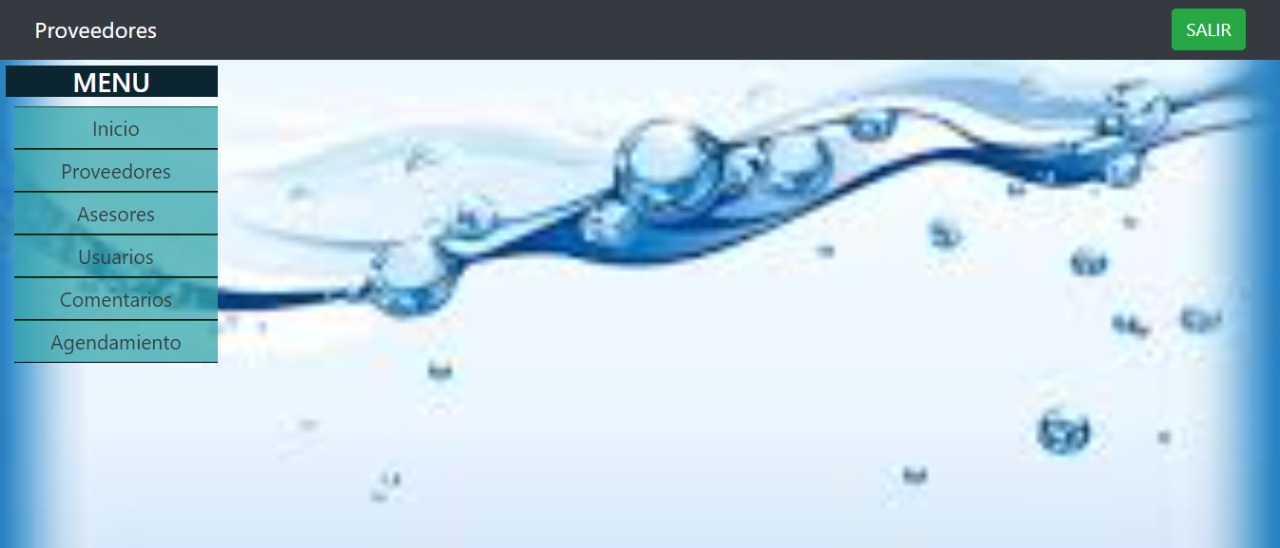 Proveedores
SALIR
MENU
Inicio
Proveedores
Asesores
Usuarios
Comentarios
Agendamiento